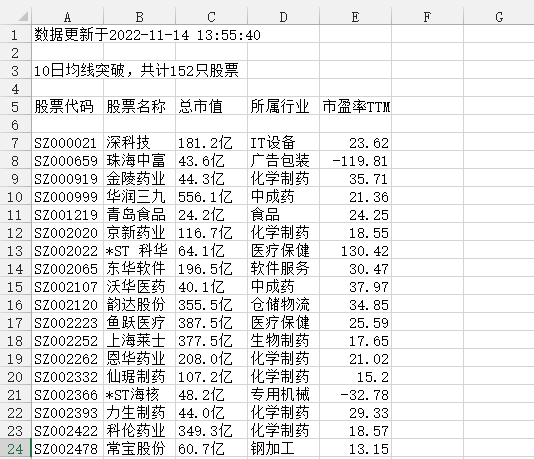 A B C D E F G
1 数据更新于2022-11-14 13:55:40
2
3 10日均线突破，共计152只股票
4
5 股票代码 股票名称 总市值 所属行业 市盈率TTM
6
7 SZ000021 深科技 181.2亿 IT设备 23.62
8 SZ000659 珠海中富 43.6亿 广告包装 -119.81
9 SZ000919 金陵药业 44.3亿 化学制药 35.71
10 SZ000999 华润三九 556.1亿 中成药 21.36
11 SZ001219 青岛食品 24.2亿 食品 24.25
12 SZ002020 京新药业 116.7亿 化学制药 18.55
13 SZ002022 *ST 科华 64.1亿 医疗保健 130.42
14 SZ002065 东华软件 196.5亿 软件服务 30.47
15 SZ002107 沃华医药 40.1亿 中成药 37.97
16 SZ002120 韵达股份 355.5亿 仓储物流 34.85
17 SZ002223 鱼跃医疗 387.5亿 医疗保健 25.59
18 SZ002252 上海莱士 377.5亿 生物制药 17.65
19 SZ002262 恩华药业 208.0亿 化学制药 21.02
20 SZ002332 仙琚制药 107.2亿 化学制药 15.2
21 SZ002366 *ST海核 48.2亿 专用机械 -32.78
22 SZ002393 力生制药 44.0亿 化学制药 29.33
23 SZ002422 科伦药业 349.3亿 化学制药 18.57
24 SZ002478 常宝股份 60.7亿 钢加工 13.15